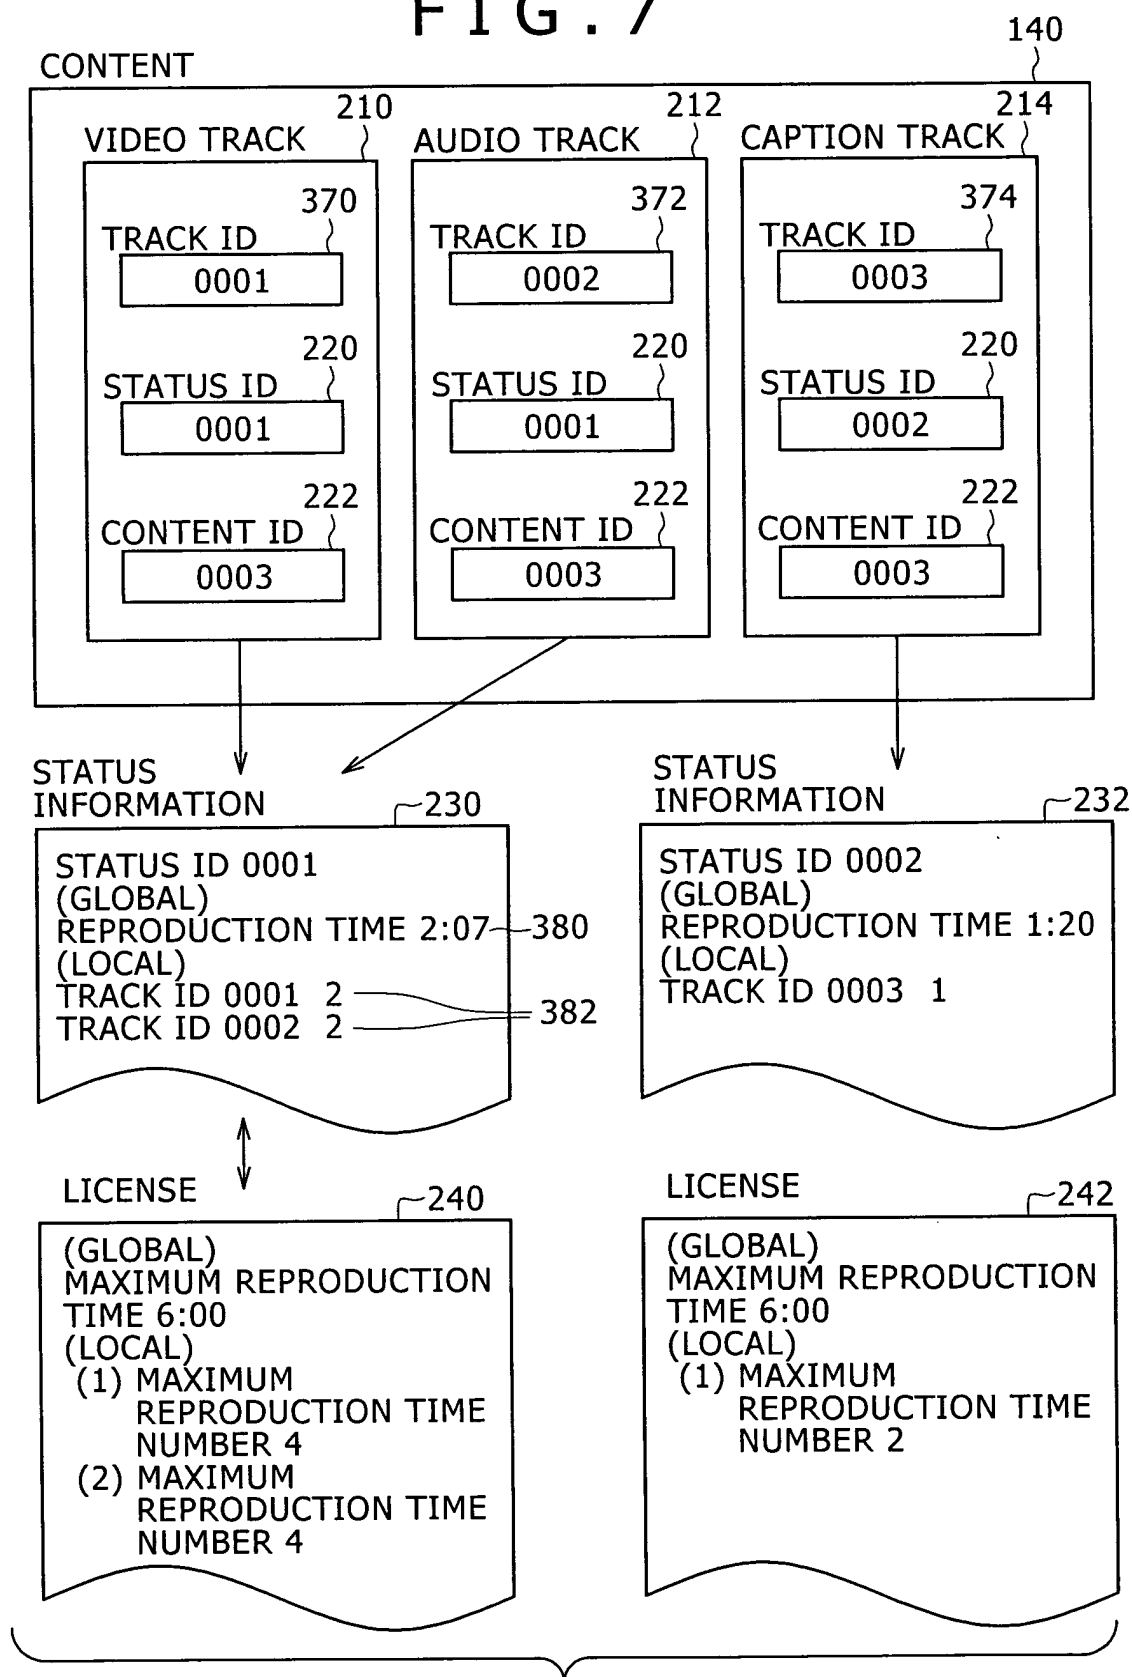 FIG.7
140
CONTENT
210
VIDEO TRACK
370
TRACK ID
0001
220
STATUS ID
0001
222
CONTENT ID
0003
212
AUDIO TRACK
372
TRACK ID
0002
220
STATUS ID
0001
222
CONTENT ID
0003
214
CAPTION TRACK
374
TRACK ID
0003
220
STATUS ID
0002
222
CONTENT ID
0003
STATUS
INFORMATION
230
STATUS ID 0001
(GLOBAL)
REPRODUCTION TIME 2:07
380
(LOCAL)
TRACK ID 0001 2
TRACK ID 0002 2
382
STATUS
INFORMATION
232
STATUS ID 0002
(GLOBAL)
REPRODUCTION TIME 1:20
(LOCAL)
TRACK ID 0003 1
LICENSE
240
(GLOBAL)
MAXIMUM REPRODUCTION
TIME 6:00
(LOCAL)
(1) MAXIMUM
REPRODUCTION TIME
NUMBER 4
(2) MAXIMUM
REPRODUCTION TIME
NUMBER 4
LICENSE
242
(GLOBAL)
MAXIMUM REPRODUCTION
TIME 6:00
(LOCAL)
(1) MAXIMUM
REPRODUCTION TIME
NUMBER 2